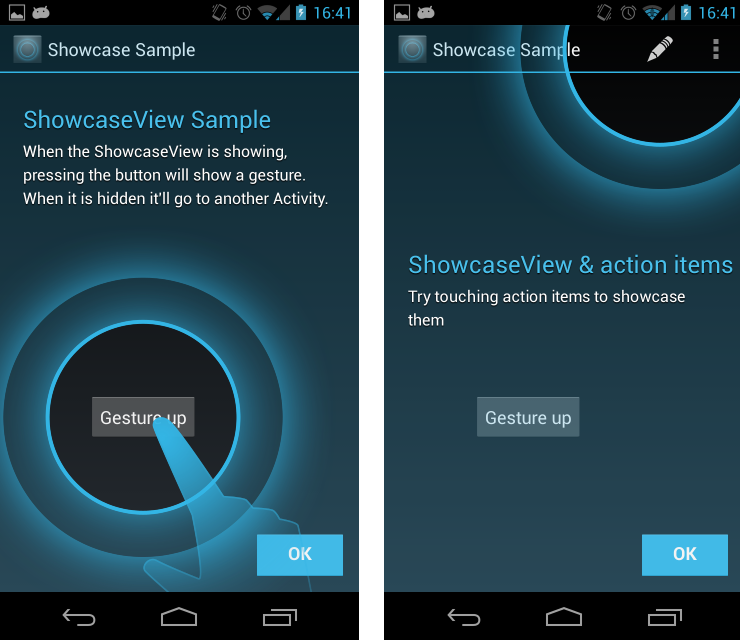 16:41
Showcase Sample
ShowcaseView Sample
When the ShowcaseView is showing,
pressing the button will show a gesture.
When it is hidden it'll go to another Activity.
Gesture up
OK
16:41
Showcase Sample
ShowcaseView & action items
Try touching action items to showcase
them
Gesture up
OK